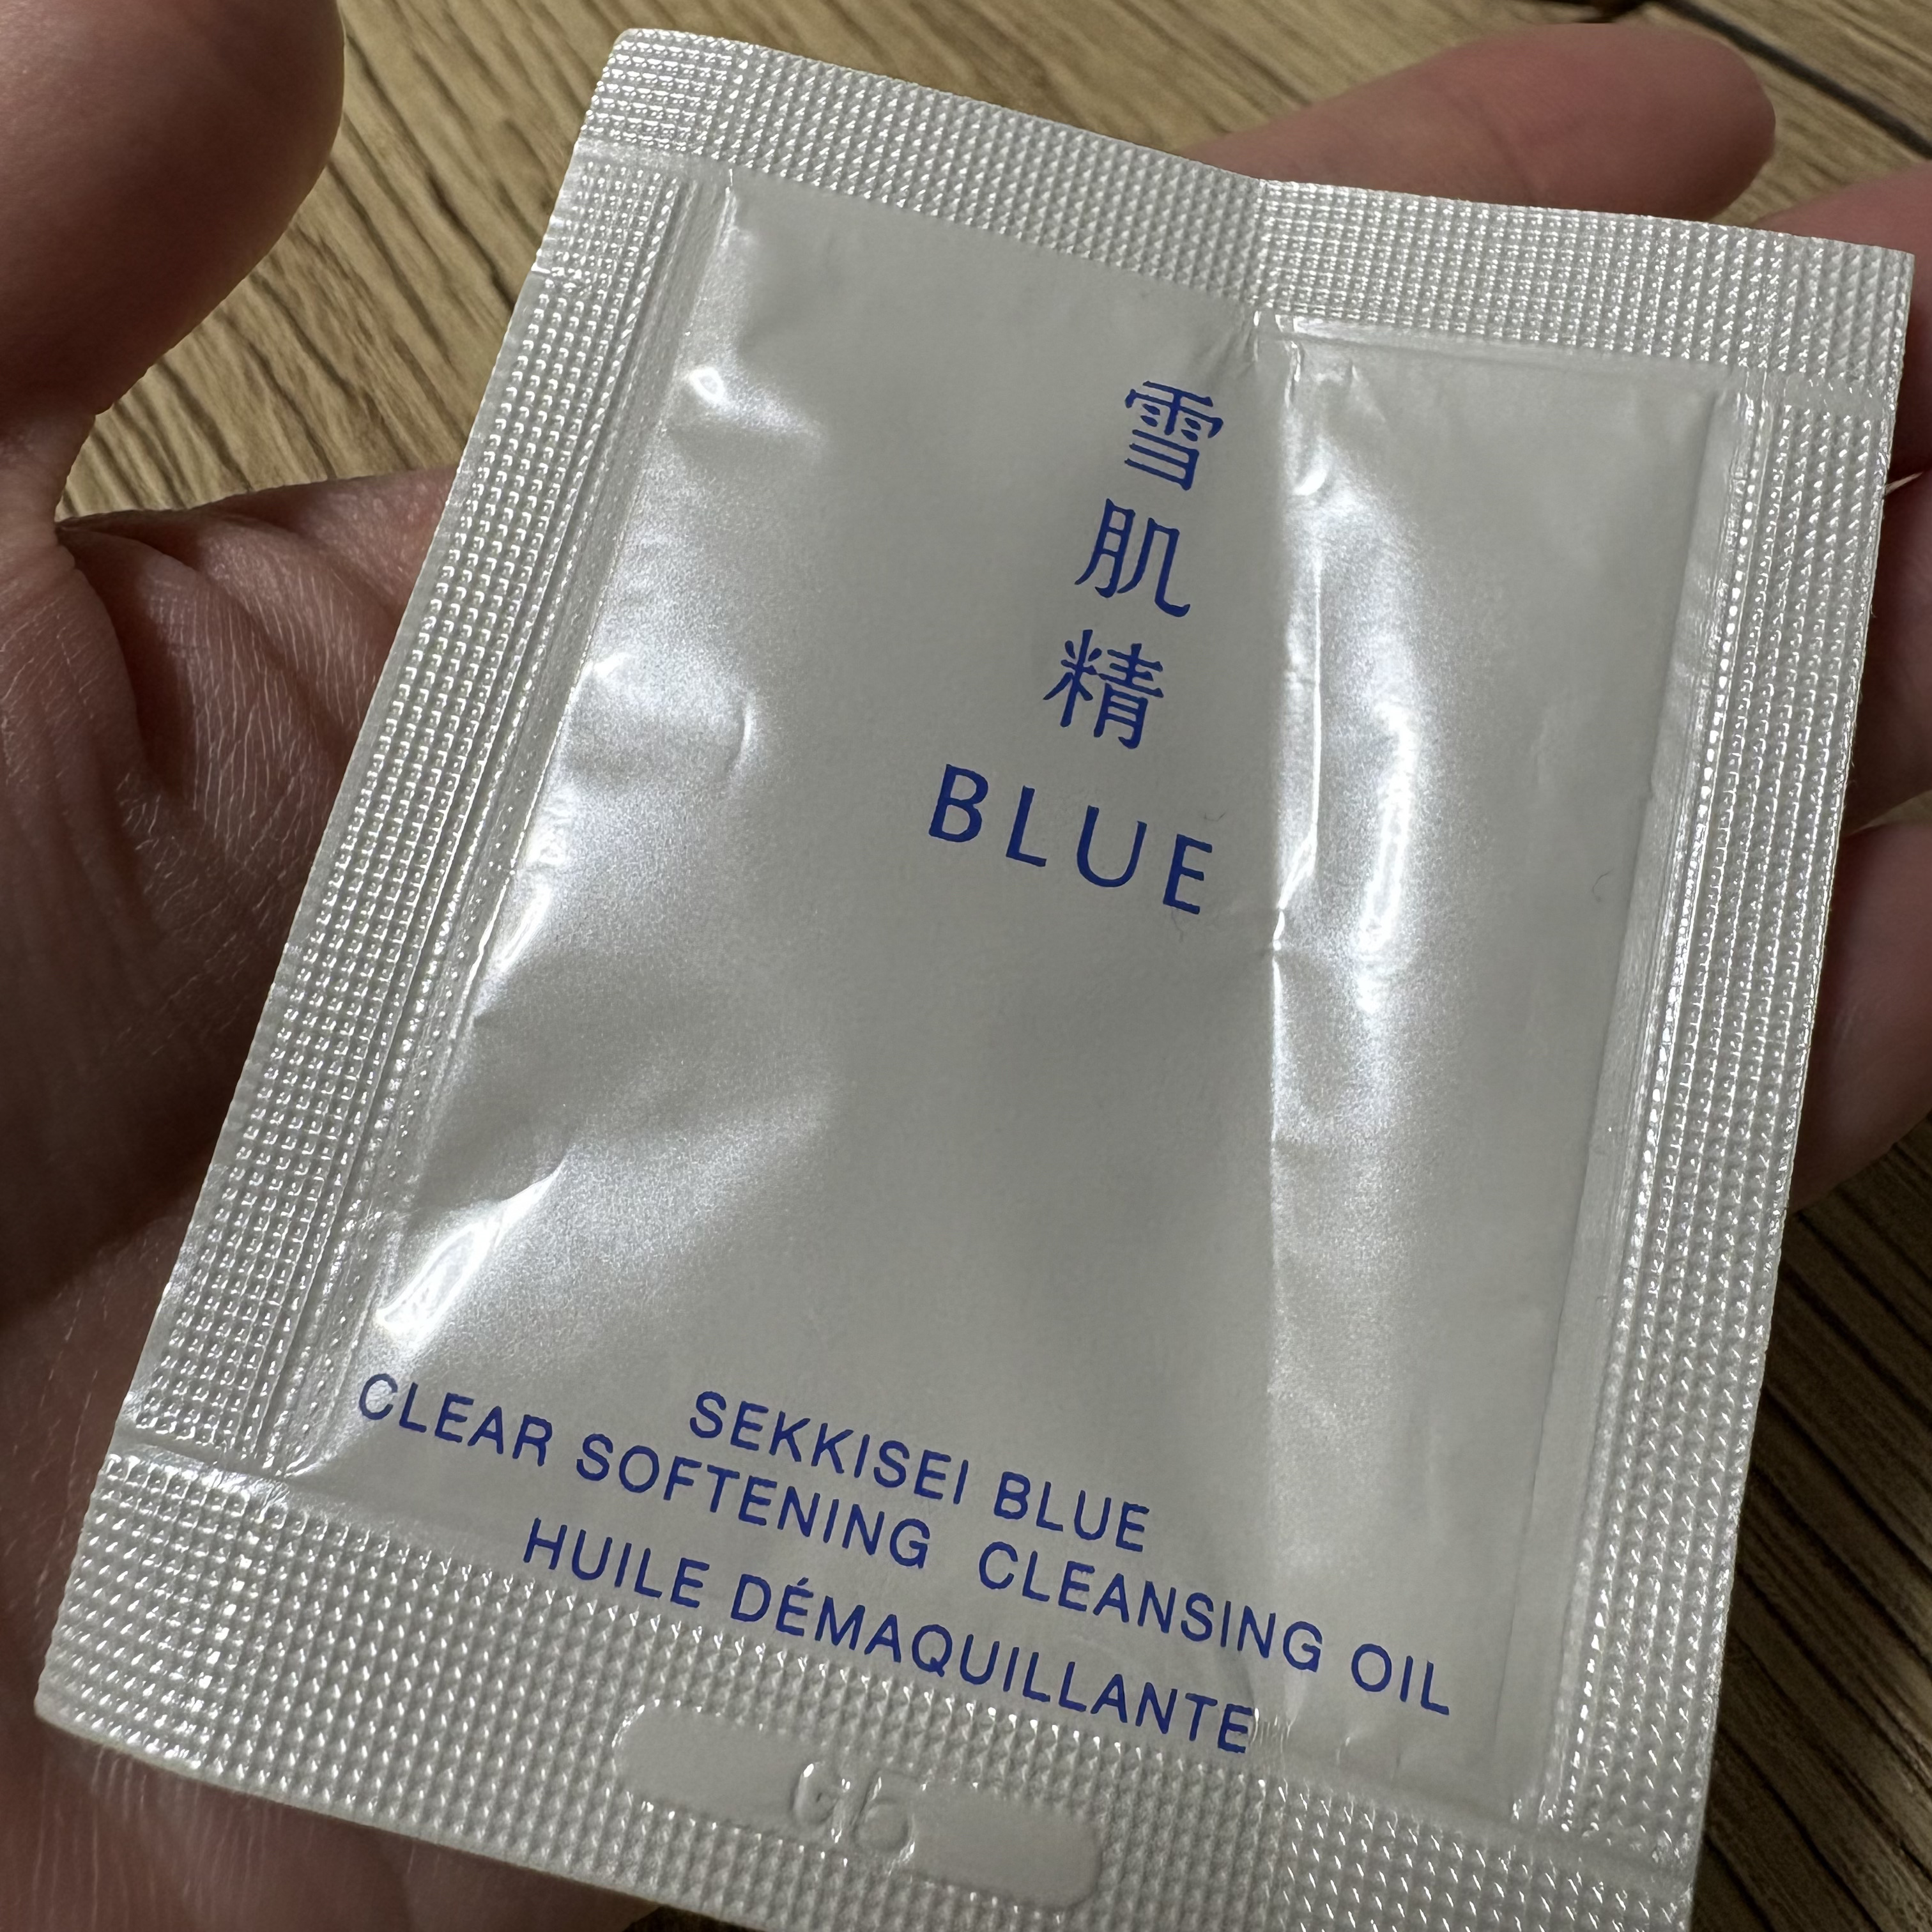 雪肌精
BLUE
SEKKISEI BLUE
CLEAR SOFTENING CLEANSING OIL
HUILE DÉMAQUILLANTE